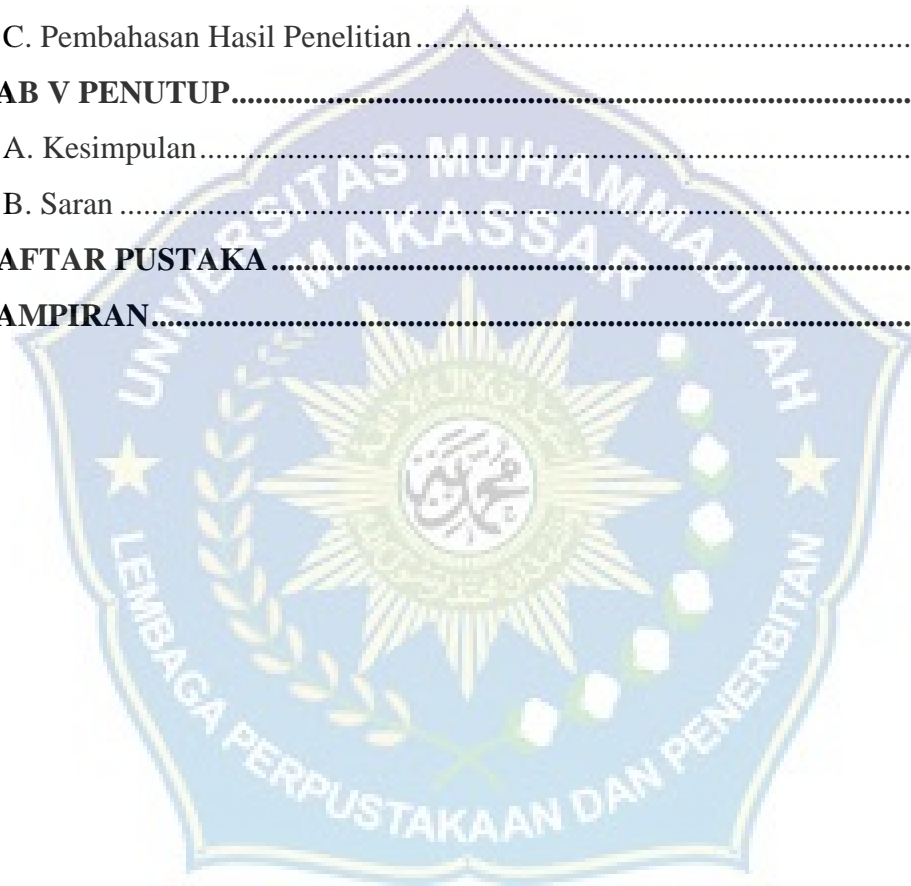 C. Pembahasan Hasil Penelitian ........................................................
AB V PENUTUP ........................................................
A. Kesimpulan ........................................................
B. Saran ........................................................
AFTAR PUSTAKA ........................................................
AMPIRAN ........................................................
UNIVERSITAS MUHAMMADIYAH
MAKASSAR
LEMBAGA PERPUSTAKAAN DAN PENERBITAN